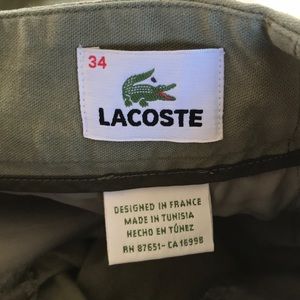 34
LACOSTE
DESIGNED IN FRANCE
MADE IN TUNISIA
HECHO EN TÚNEZ
RN 87651-CA 16998